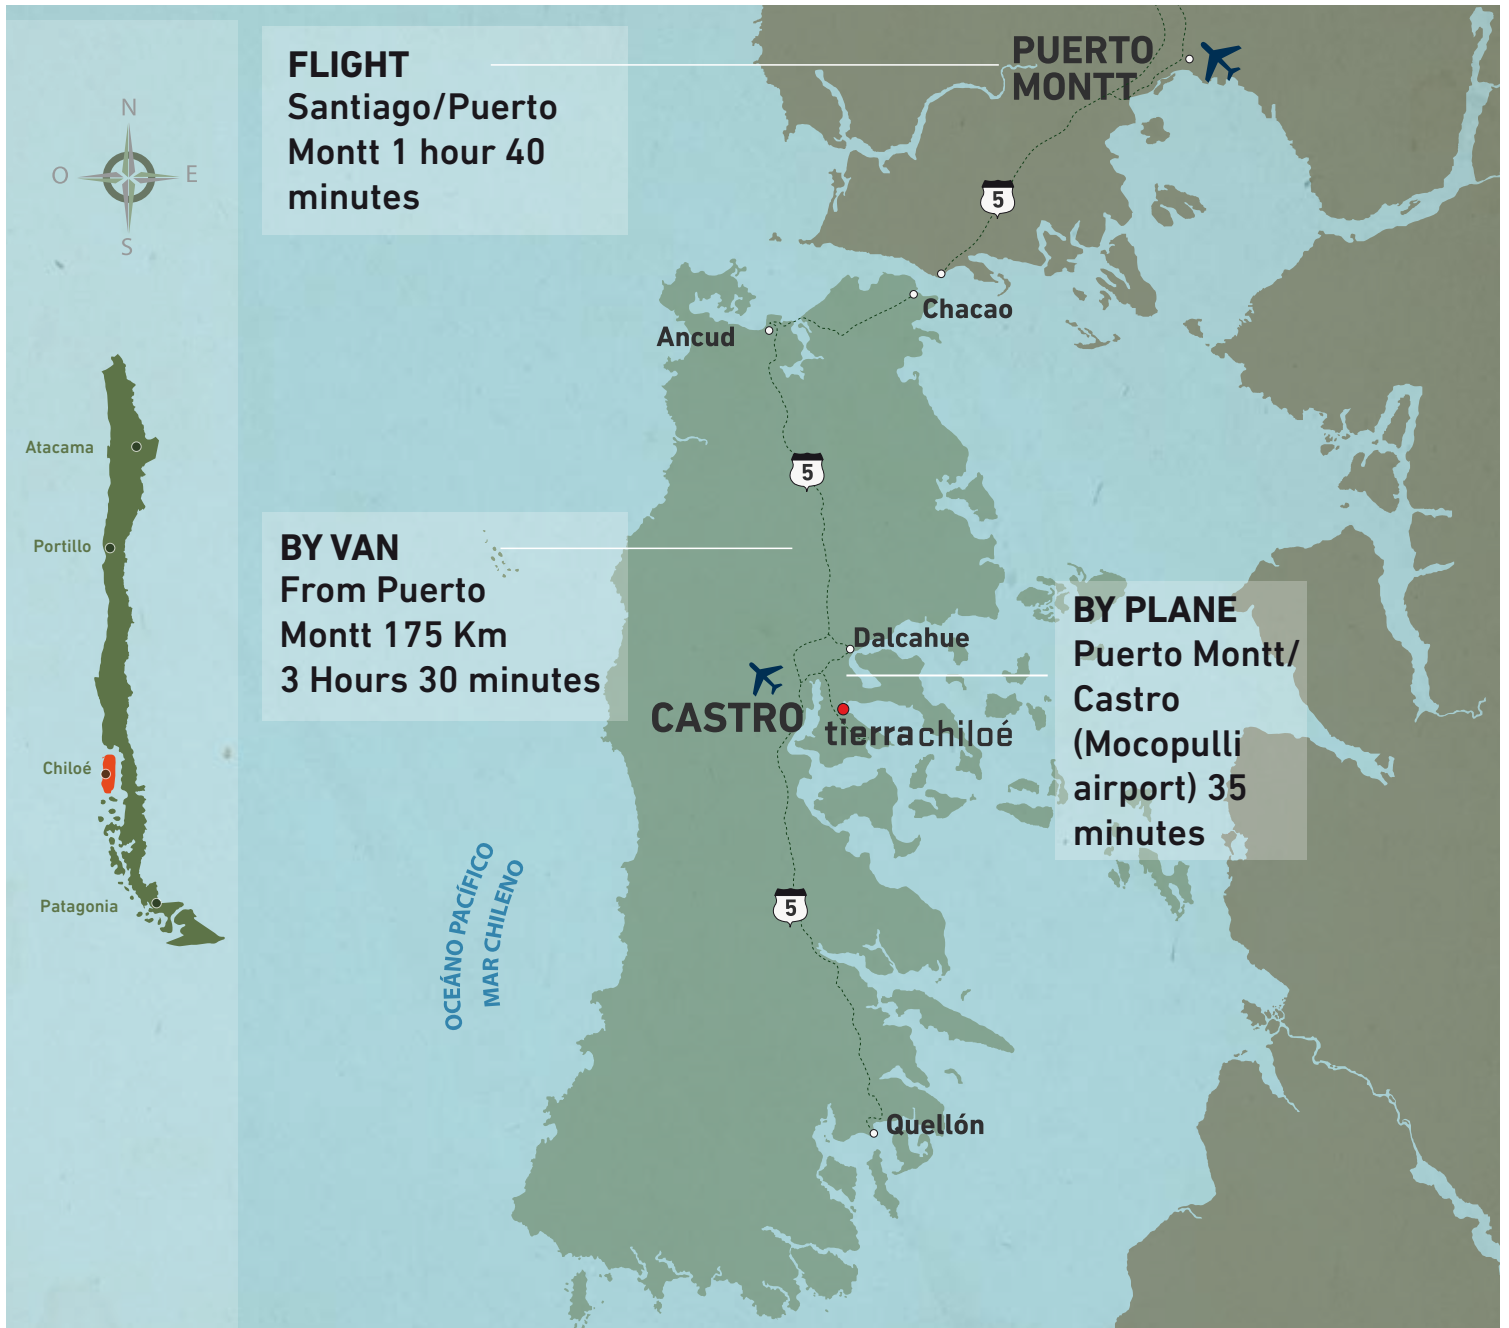 FLIGHT
Santiago/Puerto
Montt 1 hour 40
minutes
PUERTO
MONTT
N
O
E
S
5
Chacao
Ancud
Atacama
5
Portillo
BY VAN
From Puerto
Montt 175 Km
3 Hours 30 minutes
BY PLANE
Puerto Montt/
Castro
(Mocopulli
airport) 35
minutes
Dalcahue
CASTRO
tierrachiloé
Chiloé
OCEÁNO PACÍFICO
MAR CHILENO
Patagonia
5
Quellón